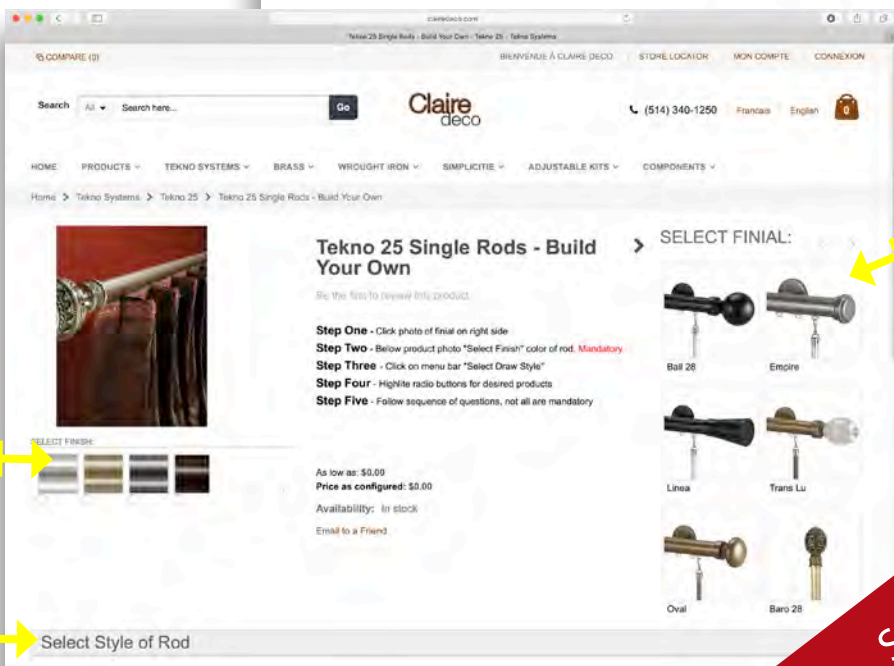 clairedeco.com
Tekno 25 Single Rods - Build Your Own - Tekno 25 - Tekno Systems
COMPARE (0)
BIENVENUE À CLAIRE DECO
STORE LOCATOR
MON COMPTE
CONNEXION
Search
All
Search here...
Go
Claire
deco
(514) 340-1250
Francais
English
0
HOME
PRODUCTS
TEKNO SYSTEMS
BRASS
WROUGHT IRON
SIMPLICITIE
ADJUSTABLE KITS
COMPONENTS
Home > Tekno Systems > Tekno 25 > Tekno 25 Single Rods - Build Your Own
Tekno 25 Single Rods - Build
Your Own
Be the first to review this product
Step One - Click photo of finial on right side
Step Two - Below product photo "Select Finish" color of rod. Mandatory
Step Three - Click on menu bar "Select Draw Style"
Step Four - Highlite radio buttons for desired products
Step Five - Follow sequence of questions, not all are mandatory
As low as: $0.00
Price as configured: $0.00
Availability: In stock
Email to a Friend
SELECT FINISH:
SELECT FINIAL:
Ball 28
Empire
Linea
Trans Lu
Oval
Baro 28
Select Style of Rod